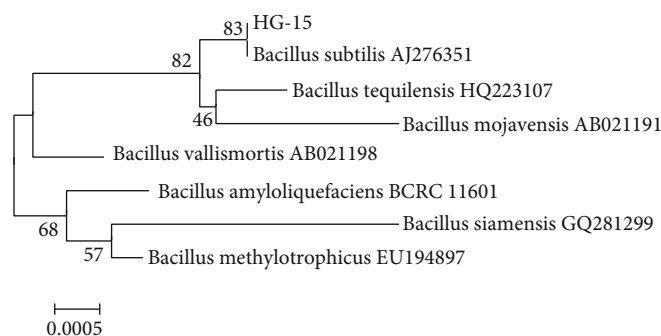 83
HG-15
Bacillus subtilis AJ276351
82
Bacillus tequilensis HQ223107
46
Bacillus mojavensis AB021191
Bacillus vallismortis AB021198
Bacillus amyloliquefaciens BCRC 11601
68
Bacillus siamensis GQ281299
57
Bacillus methylotrophicus EU194897
0.0005